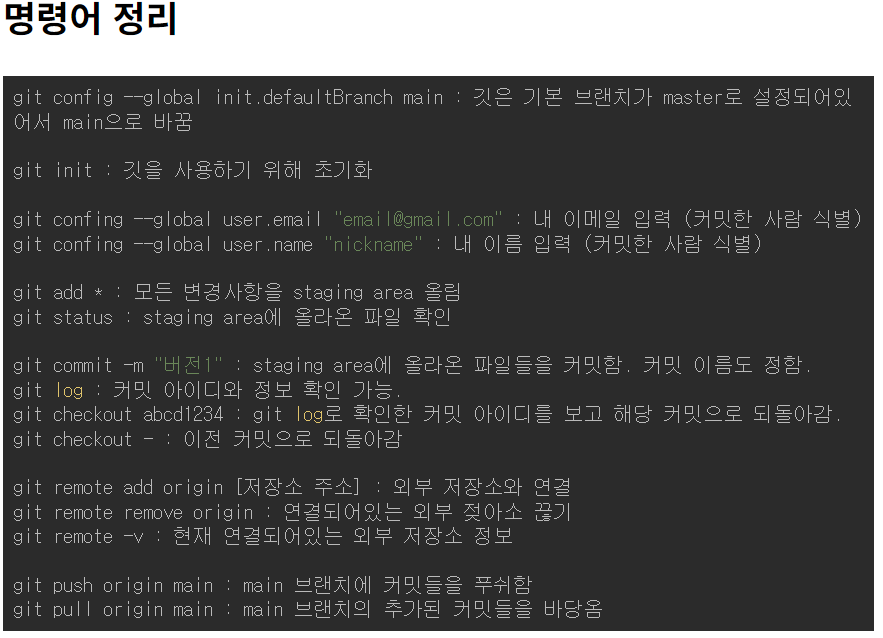 명령어 정리
git config --global init.defaultBranch main : 깃은 기본 브랜치가 master로 설정되어있
어서 main으로 바꿈
git init : 깃을 사용하기 위해 초기화
git confing --global user.email "email@gmail.com" : 내 이메일 입력 (커밋한 사람 식별)
git confing --global user.name "nickname" : 내 이름 입력 (커밋한 사람 식별)
git add * : 모든 변경사항을 staging area 올림
git status : staging area에 올라온 파일 확인
git commit -m "버전1" : staging area에 올라온 파일들을 커밋함. 커밋 이름도 정함.
git log : 커밋 아이디와 정보 확인 가능.
git checkout abcd1234 : git log로 확인한 커밋 아이디를 보고 해당 커밋으로 되돌아감.
git checkout - : 이전 커밋으로 되돌아감
git remote add origin [저장소 주소] : 외부 저장소와 연결
git remote remove origin : 연결되어있는 외부 젖아소 끊기
git remote -v : 현재 연결되어있는 외부 저장소 정보
git push origin main : main 브랜치에 커밋들을 푸쉬함
git pull origin main : main 브랜치의 추가된 커밋들을 바당옴